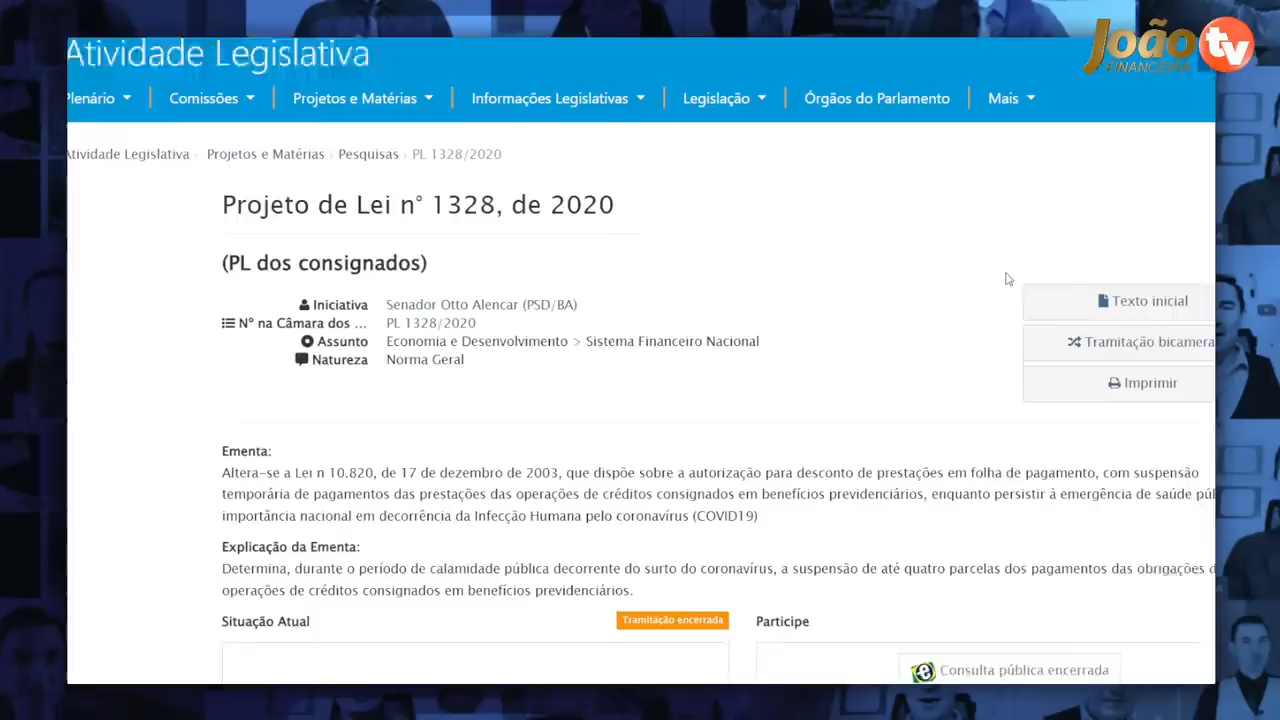 João tv
FINANCEIRA
Atividade Legislativa
Plenário
Comissões
Projetos e Matérias
Informações Legislativas
Legislação
Órgãos do Parlamento
Mais
Atividade Legislativa › Projetos e Matérias › Pesquisas › PL 1328/2020
Projeto de Lei n° 1328, de 2020
(PL dos consignados)
Iniciativa Senador Otto Alencar (PSD/BA)
Nº na Câmara dos ... PL 1328/2020
Assunto Economia e Desenvolvimento > Sistema Financeiro Nacional
Natureza Norma Geral
Texto inicial
Tramitação bicamera
Imprimir
Ementa:
Altera-se a Lei n 10.820, de 17 de dezembro de 2003, que dispõe sobre a autorização para desconto de prestações em folha de pagamento, com suspensão
temporária de pagamentos das prestações das operações de créditos consignados em benefícios previdenciários, enquanto persistir à emergência de saúde púb
importância nacional em decorrência da Infecção Humana pelo coronavírus (COVID19)
Explicação da Ementa:
Determina, durante o período de calamidade pública decorrente do surto do coronavírus, a suspensão de até quatro parcelas dos pagamentos das obrigações d
operações de créditos consignados em benefícios previdenciários.
Situação Atual
Tramitação encerrada
Participe
Consulta pública encerrada